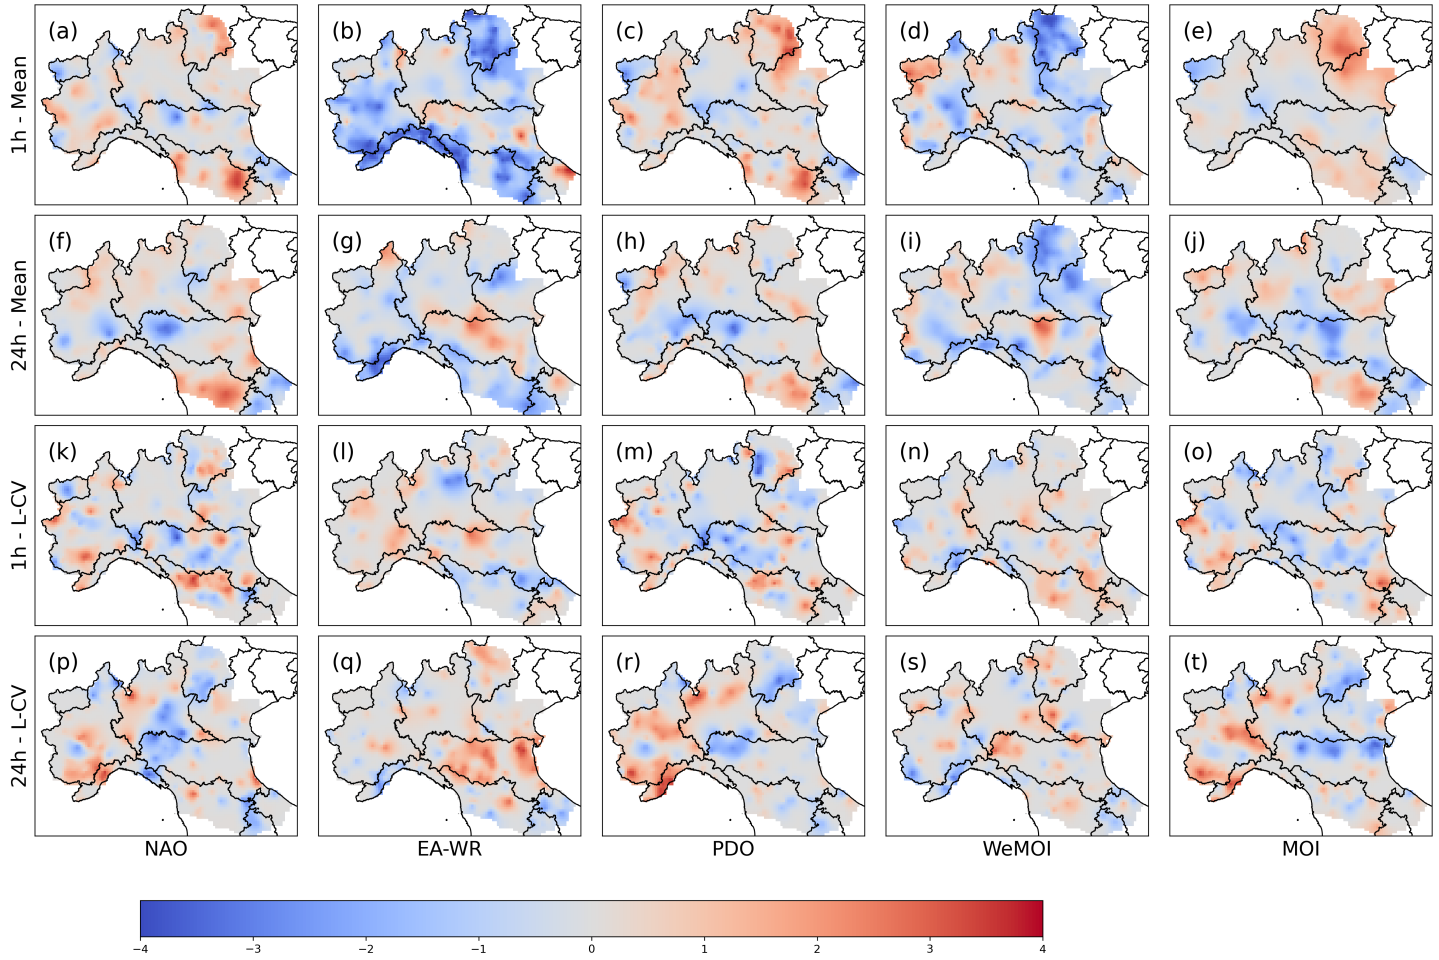 1h - Mean
(a)
(b)
(c)
(d)
(e)
24h - Mean
(f)
(g)
(h)
(i)
(j)
1h - L-CV
(k)
(l)
(m)
(n)
(o)
24h - L-CV
(p)
(q)
(r)
(s)
(t)
NAO
EA-WR
PDO
WeMOI
MOI
−4 −3 −2 −1 0 1 2 3 4